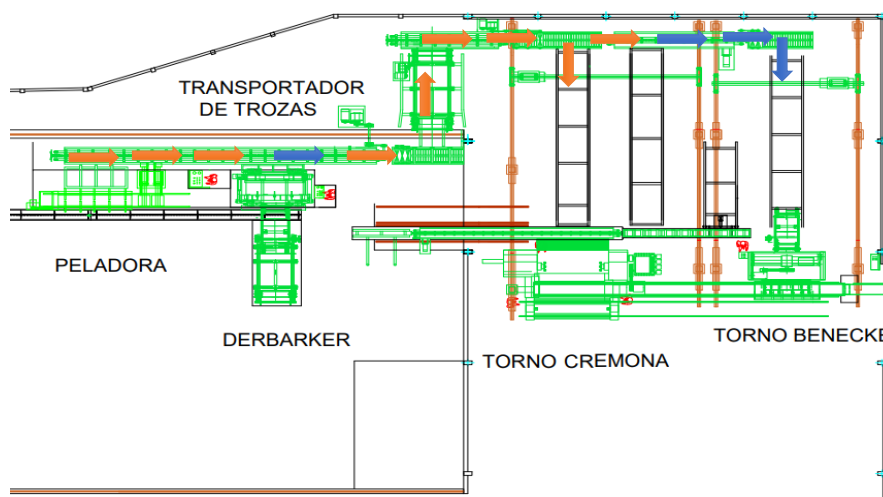 TRANSPORTADOR
DE TROZAS
PELADORA
DERBARKER
TORNO CREMONA
TORNO BENECKE